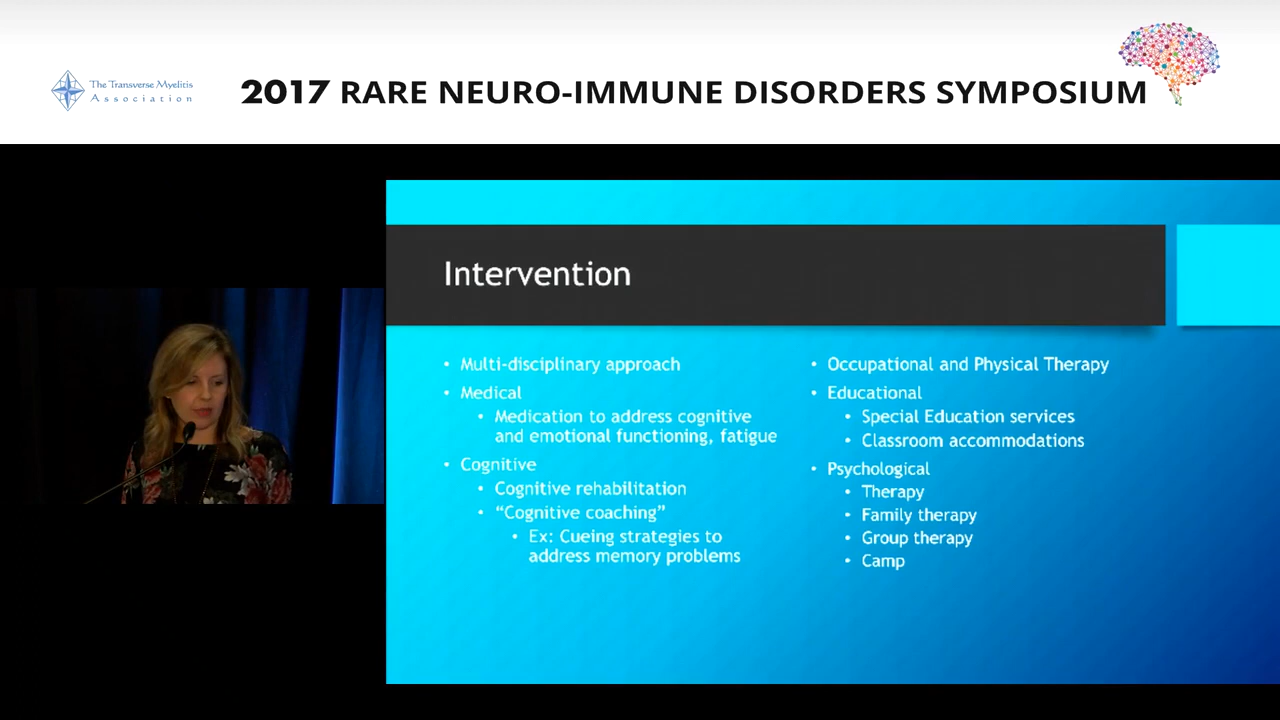 The Transverse Myelitis
Association
2017 RARE NEURO-IMMUNE DISORDERS SYMPOSIUM
Intervention
• Multi-disciplinary approach
• Medical
• Medication to address cognitive
and emotional functioning, fatigue
• Cognitive
• Cognitive rehabilitation
• “Cognitive coaching”
• Ex: Cueing strategies to
address memory problems
• Occupational and Physical Therapy
• Educational
• Special Education services
• Classroom accommodations
• Psychological
• Therapy
• Family therapy
• Group therapy
• Camp